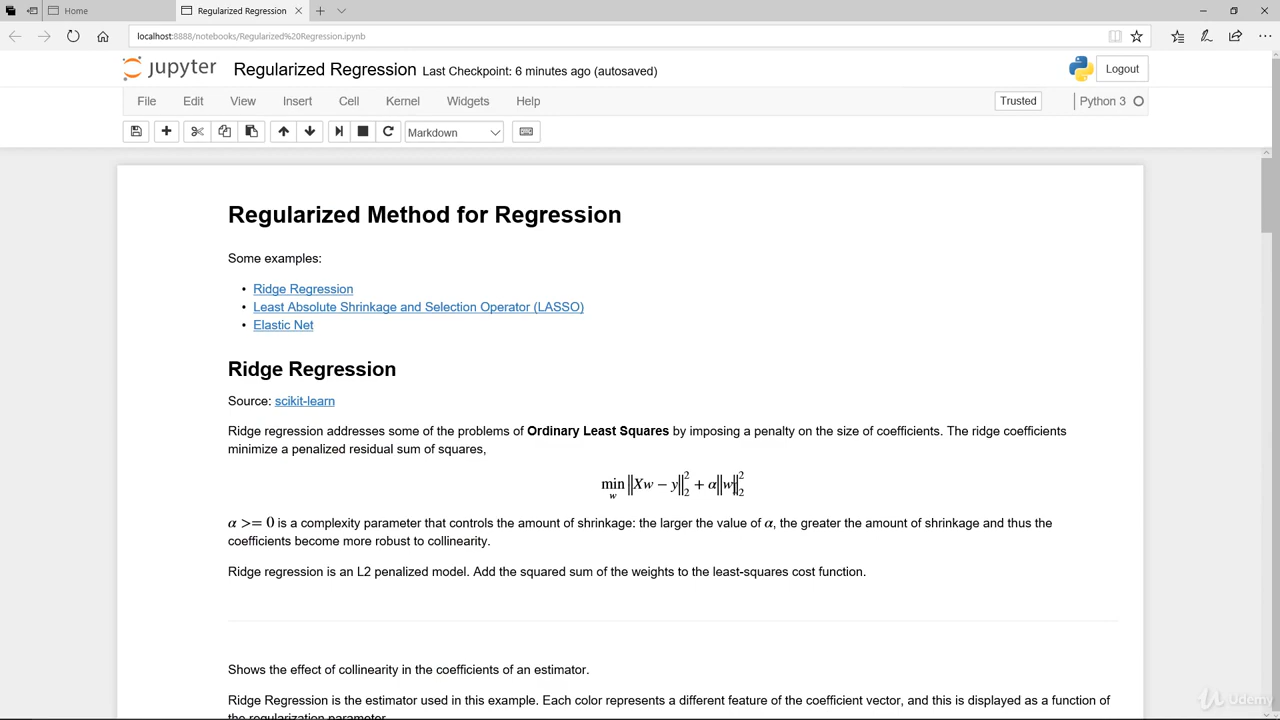 Home
Regularized Regression
localhost:8888/notebooks/Regularized%20Regression.ipynb
jupyter Regularized Regression Last Checkpoint: 6 minutes ago (autosaved)
Logout
File Edit View Insert Cell Kernel Widgets Help
Trusted
Python 3
Markdown
Regularized Method for Regression
Some examples:
• Ridge Regression
• Least Absolute Shrinkage and Selection Operator (LASSO)
• Elastic Net
Ridge Regression
Source: scikit-learn
Ridge regression addresses some of the problems of Ordinary Least Squares by imposing a penalty on the size of coefficients. The ridge coefficients
minimize a penalized residual sum of squares,
min_w ||Xw − y||₂² + α||w||₂²
α >= 0 is a complexity parameter that controls the amount of shrinkage: the larger the value of α, the greater the amount of shrinkage and thus the
coefficients become more robust to collinearity.
Ridge regression is an L2 penalized model. Add the squared sum of the weights to the least-squares cost function.
Shows the effect of collinearity in the coefficients of an estimator.
Ridge Regression is the estimator used in this example. Each color represents a different feature of the coefficient vector, and this is displayed as a function of
the regularization parameter.
Udemy